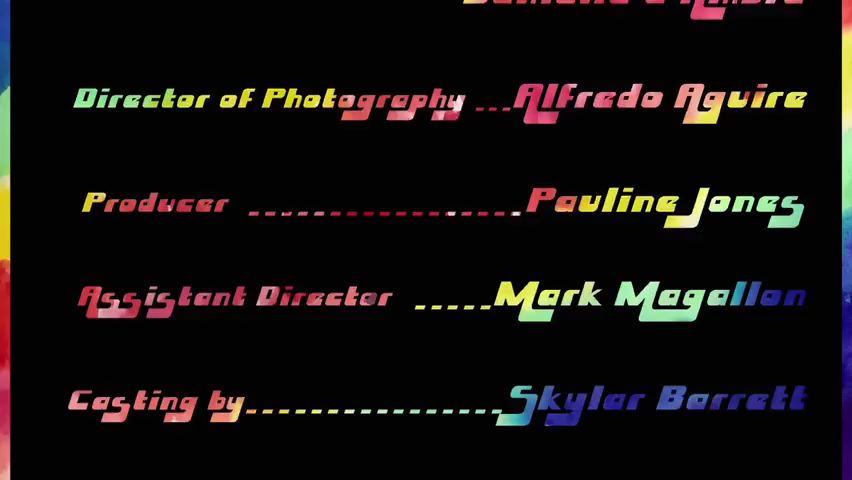 Director of Photography ...Alfredo Aguire
Producer ................Pauline Jones
Assistant Director .....Mark Magallon
Casting by................Skylar Barrett